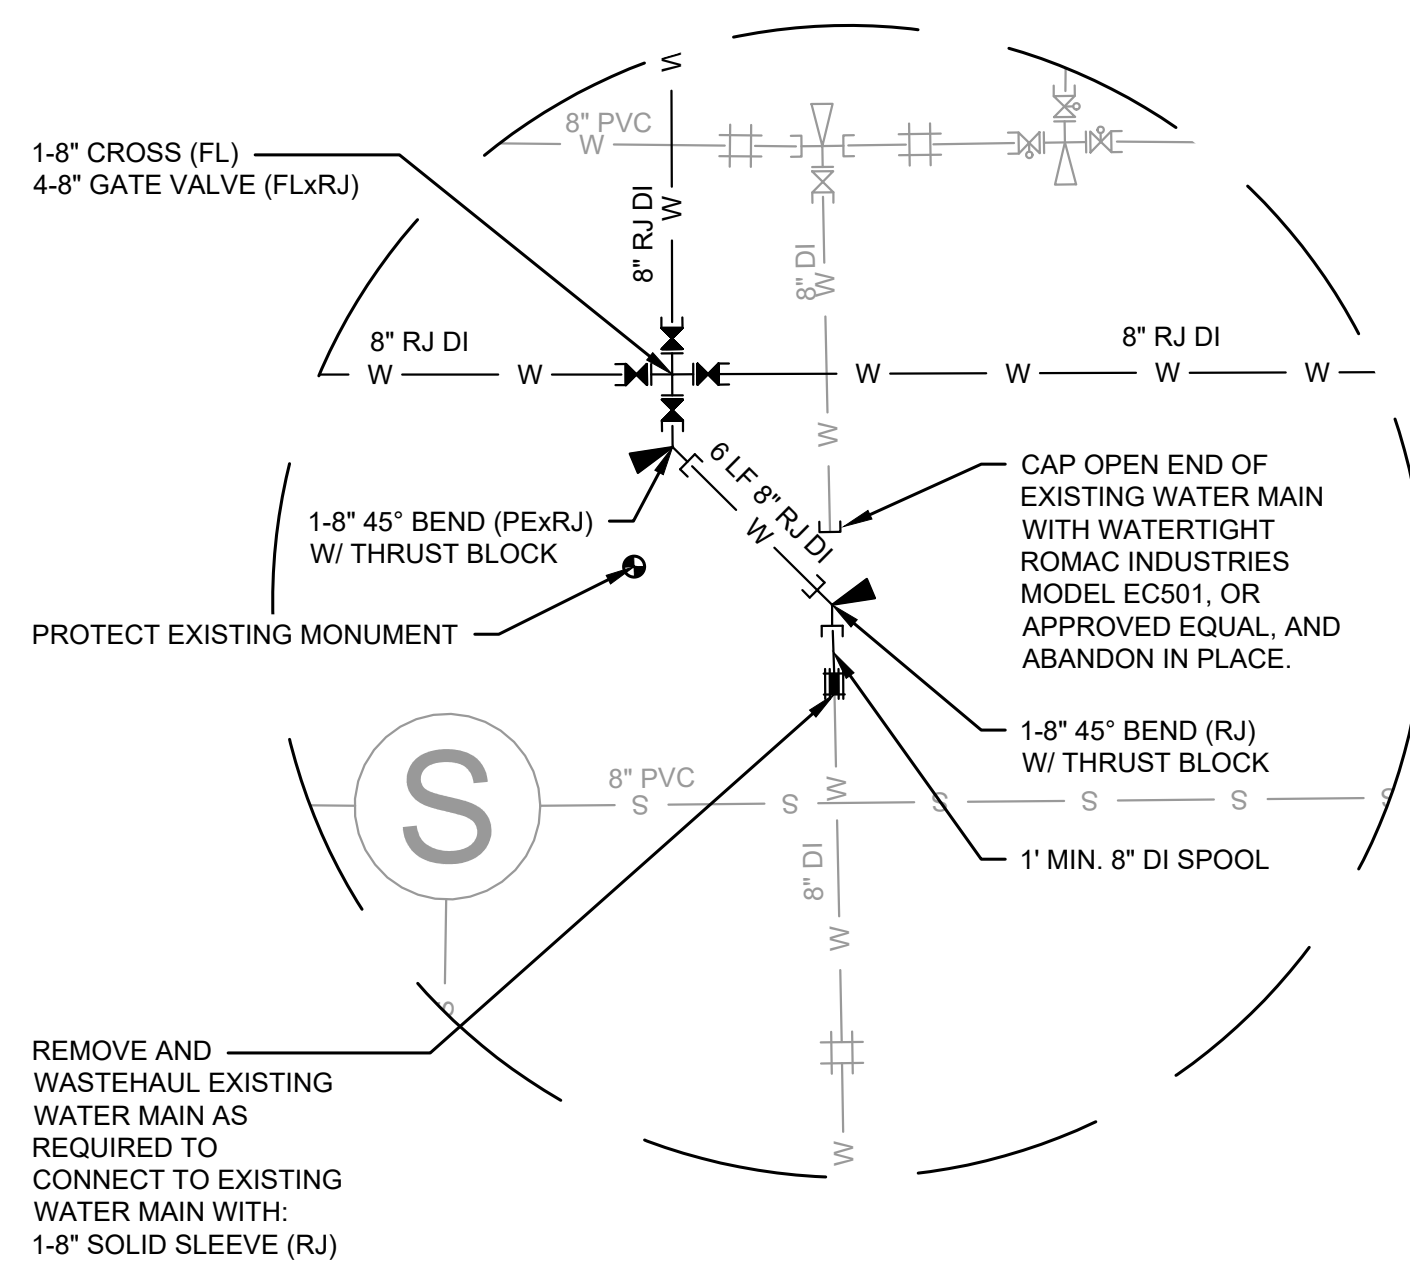 W
8" PVC
W
1-8" CROSS (FL)
4-8" GATE VALVE (FLxRJ)
8" RJ DI
W
8" DI
W
8" RJ DI
8" RJ DI
W
W
W
W
W
W
W
6 LF 8" RJ DI
W
CAP OPEN END OF
EXISTING WATER MAIN
WITH WATERTIGHT
ROMAC INDUSTRIES
MODEL EC501, OR
APPROVED EQUAL, AND
ABANDON IN PLACE.
1-8" 45° BEND (PExRJ)
W/ THRUST BLOCK
PROTECT EXISTING MONUMENT
1-8" 45° BEND (RJ)
W/ THRUST BLOCK
S
8" PVC
W
S
S
S
S
S
S
8" DI
1' MIN. 8" DI SPOOL
W
S
REMOVE AND
WASTEHAUL EXISTING
WATER MAIN AS
REQUIRED TO
CONNECT TO EXISTING
WATER MAIN WITH:
1-8" SOLID SLEEVE (RJ)
W